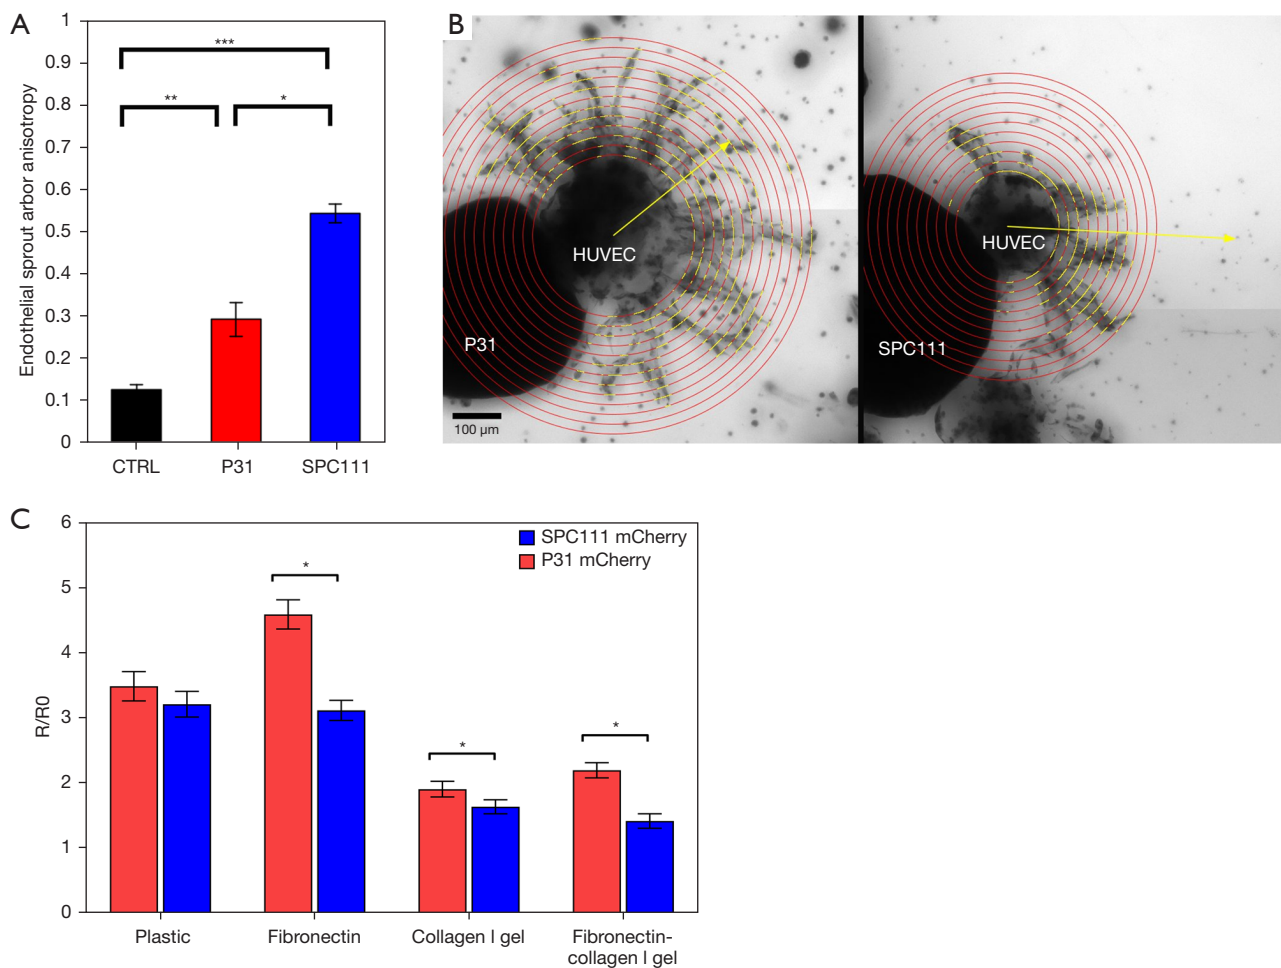 A
Endothelial sprout arbor anisotropy
1
0.9
0.8
0.7
0.6
0.5
0.4
0.3
0.2
0.1
0
***
**
*
CTRL
P31
SPC111
B
HUVEC
P31
100 µm
HUVEC
SPC111
C
R/R0
6
5
4
3
2
1
0
SPC111 mCherry
P31 mCherry
*
*
*
Plastic
Fibronectin
Collagen I gel
Fibronectin-
collagen I gel